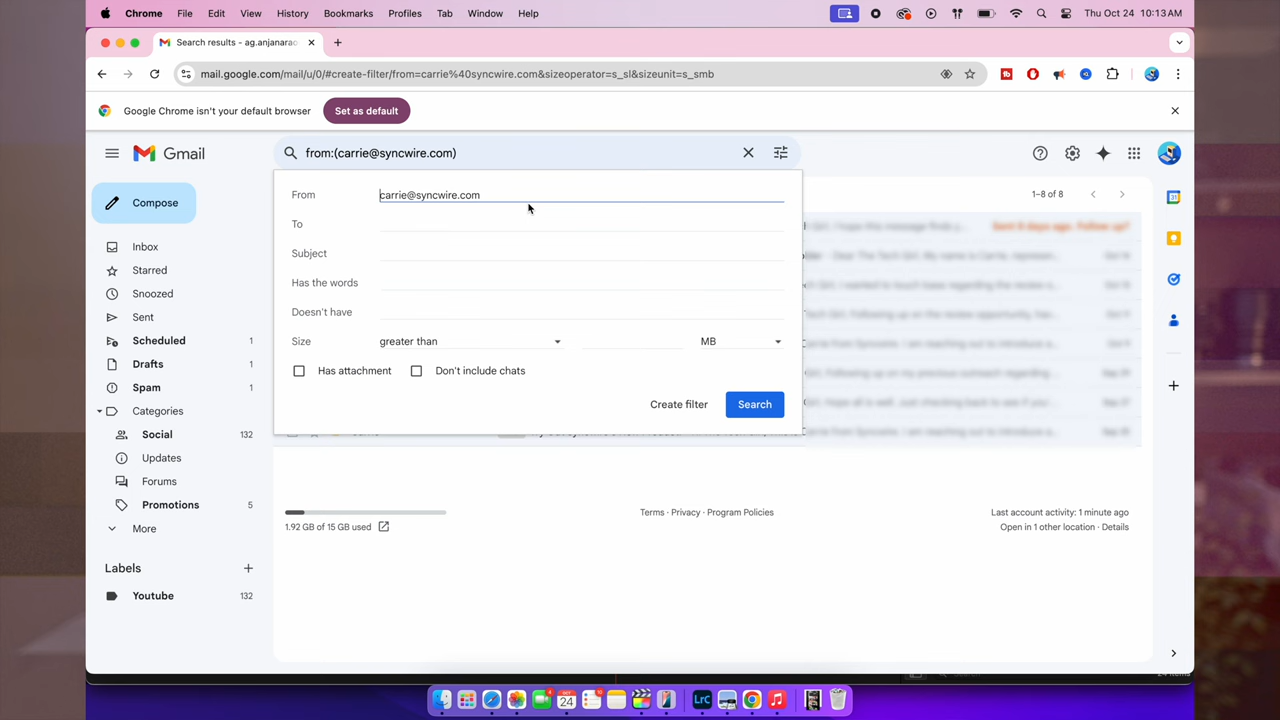 Chrome File Edit View History Bookmarks Profiles Tab Window Help Thu Oct 24 10:13 AM
Search results - ag.anjanarao
mail.google.com/mail/u/0/#create-filter/from=carrie%40syncwire.com&sizeoperator=s_sl&sizeunit=s_smb
Google Chrome isn't your default browser Set as default
Gmail
from:(carrie@syncwire.com)
Compose
Inbox
Starred
Snoozed
Sent
Scheduled 1
Drafts 1
Spam 1
Categories
Social 132
Updates
Forums
Promotions 5
More
Labels
Youtube 132
From carrie@syncwire.com
To
Subject
Has the words
Doesn't have
Size greater than MB
Has attachment Don't include chats
Create filter Search
1–8 of 8
1.92 GB of 15 GB used
Terms · Privacy · Program Policies
Last account activity: 1 minute ago
Open in 1 other location · Details